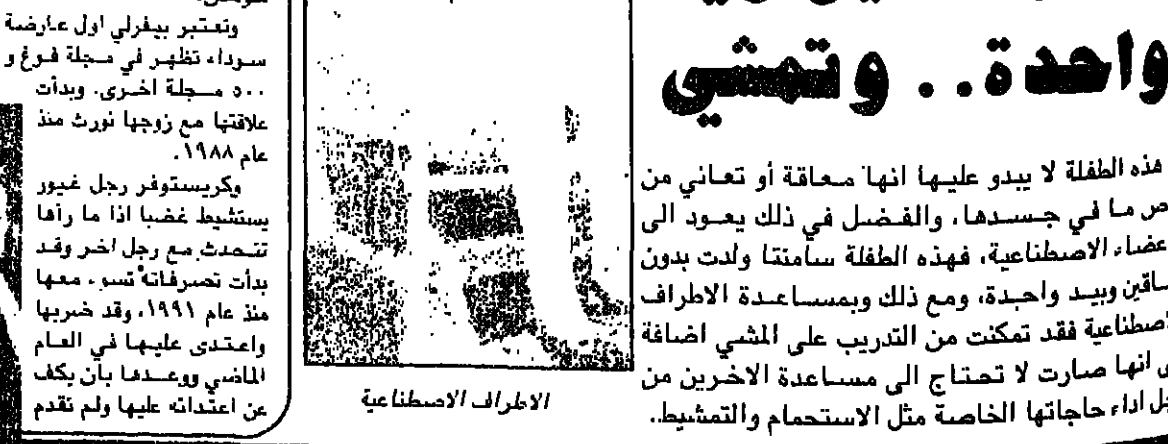 واحدة.. وتمشي
هذه الطفلة لا يبدو عليها انها معاقة أو تعاني من
ما في جسدها، والفضل في ذلك يعود الى
الاصطناعية، فهذه الطفلة سامنتا ولدت بدون
ساقين وبيد واحدة، ومع ذلك وبمساعدة الاطراف
فقد تمكنت من التدريب على المشي اضافة
انها صارت لا تحتاج الى مساعدة الاخرين من
اداء حاجاتها الخاصة مثل الاستحمام والتمشيط..
الاطراف الاصطناعية
وتعتبر بيفرلي اول عارضة
سوداء تظهر في مجلة فوغ و
٥٠٠ مجلة اخرى. وبدأت
علاقتها مع زوجها نورث منذ
عام ١٩٨٨.
وكريستوفر رجل غيور
يستشيط غضبا اذا ما رآها
تتحدث مع رجل اخر وقد
بدأت تصرفاته تسوء معها
منذ عام ١٩٩١. وقد ضربها
واعتدى عليها في العام
الماضي ووعدها بأن يكف
عن اعتدائه عليها ولم تقدم